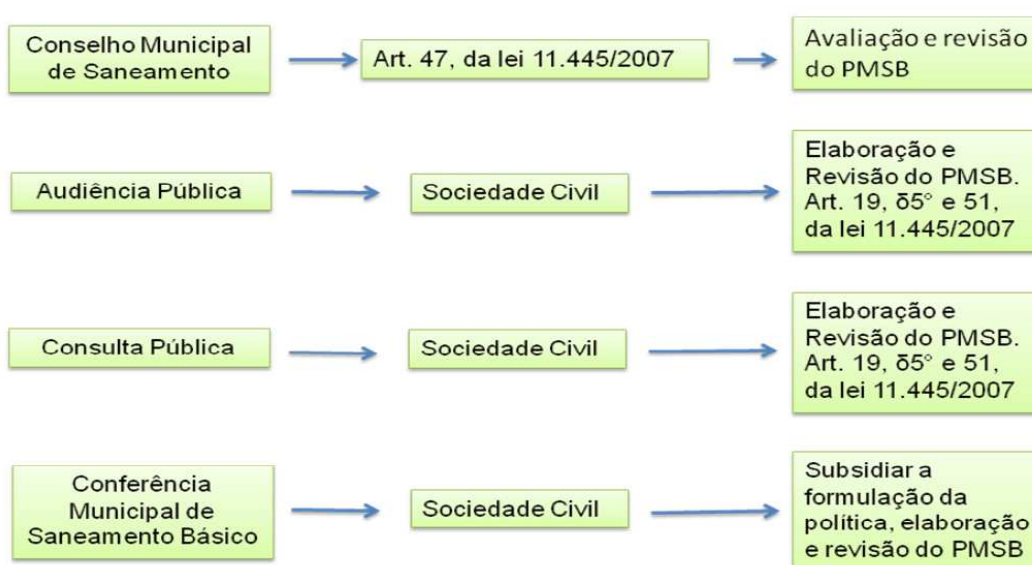 Conselho Municipal
de Saneamento
Art. 47, da lei 11.445/2007
Avaliação e revisão
do PMSB
Audiência Pública
Sociedade Civil
Elaboração e
Revisão do PMSB.
Art. 19, δ5° e 51,
da lei 11.445/2007
Consulta Pública
Sociedade Civil
Elaboração e
Revisão do PMSB.
Art. 19, δ5° e 51,
da lei 11.445/2007
Conferência
Municipal de
Saneamento Básico
Sociedade Civil
Subsidiar a
formulação da
política, elaboração
e revisão do PMSB